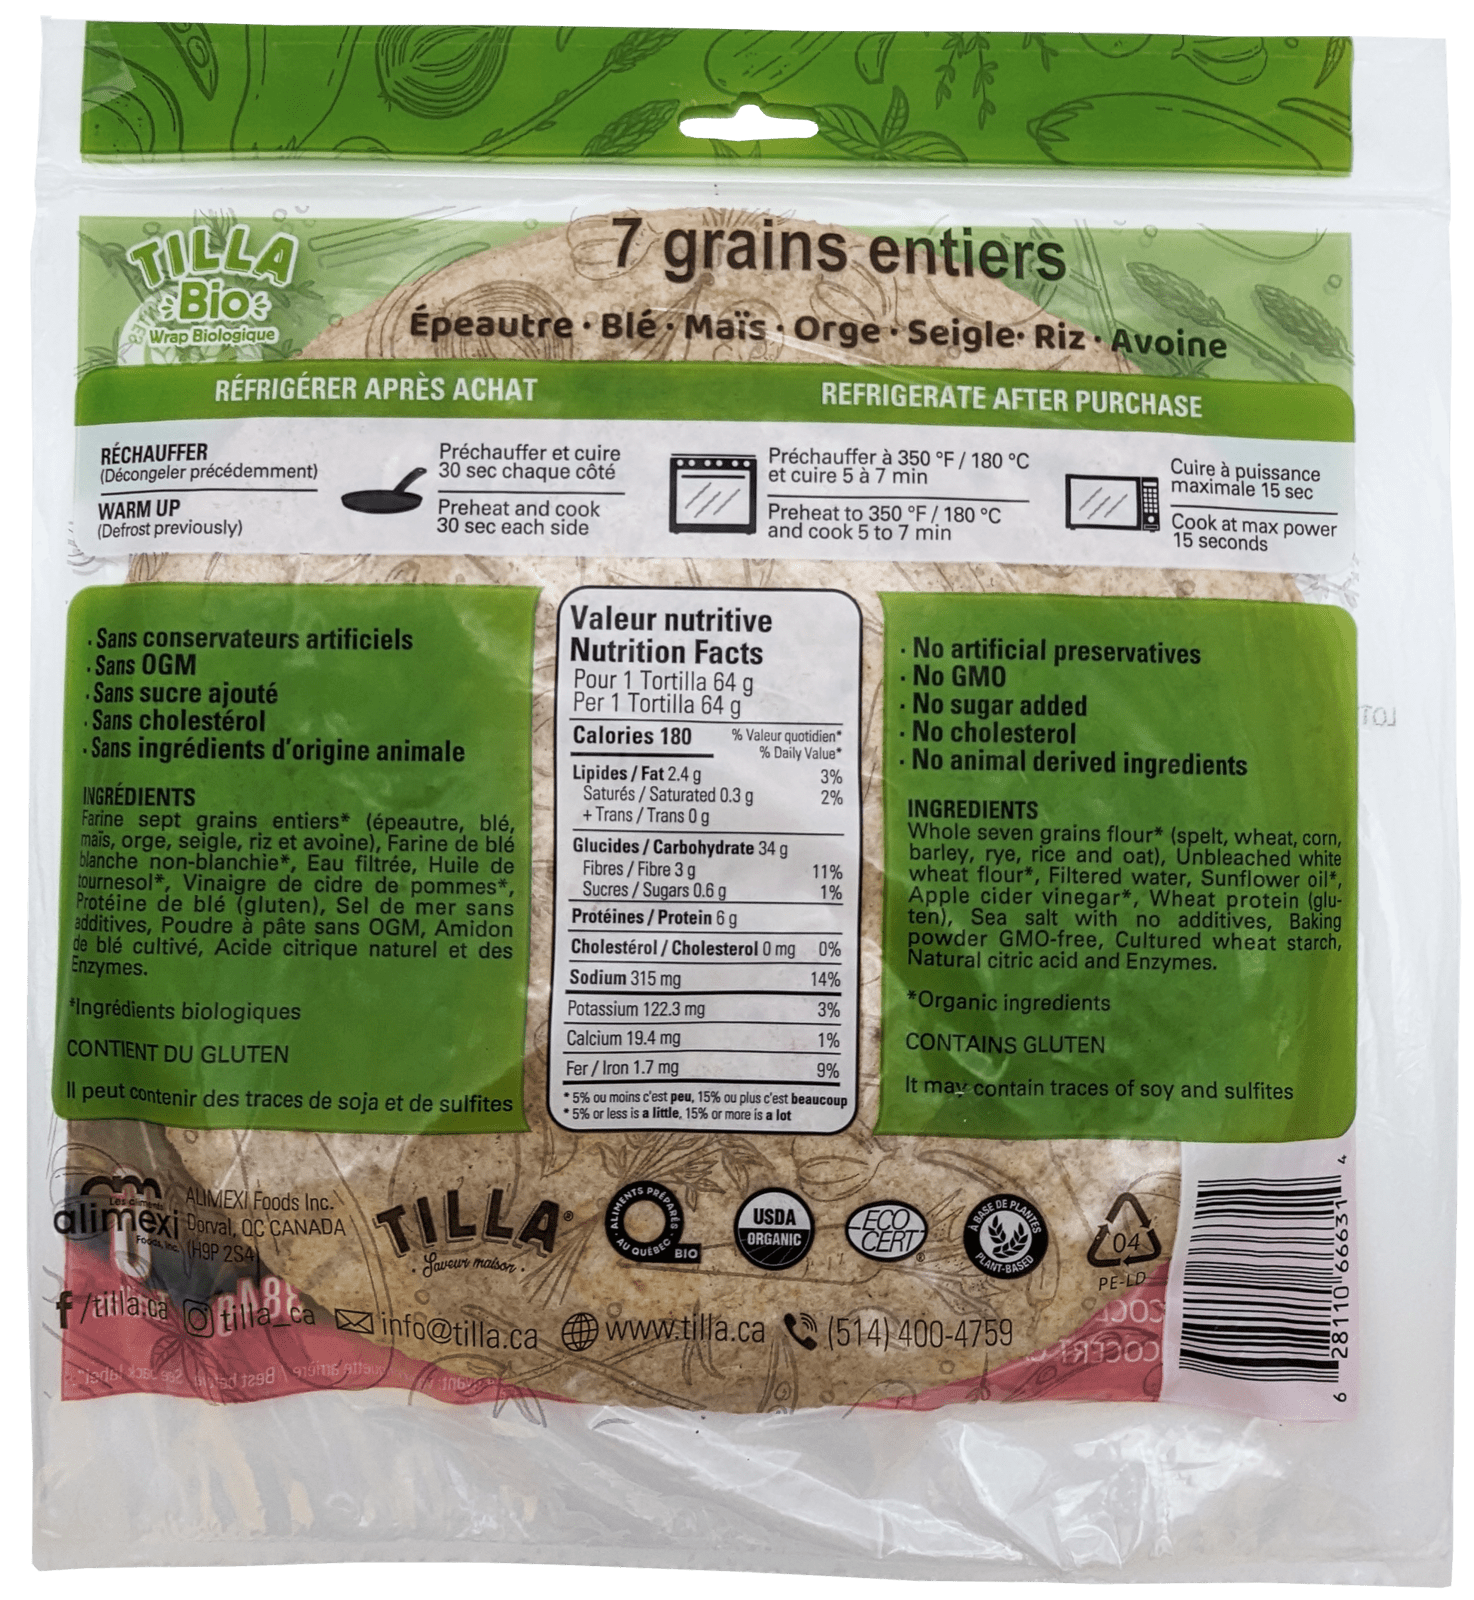 TILLA
Bio
Wrap Biologique
7 grains entiers
Épeautre · Blé · Maïs · Orge · Seigle· Riz · Avoine
RÉFRIGÉRER APRÈS ACHAT
REFRIGERATE AFTER PURCHASE
RÉCHAUFFER
(Décongeler précédemment)
WARM UP
(Defrost previously)
Préchauffer et cuire
30 sec chaque côté
Preheat and cook
30 sec each side
Préchauffer à 350 °F / 180 °C
et cuire 5 à 7 min
Preheat to 350 °F / 180 °C
and cook 5 to 7 min
Cuire à puissance
maximale 15 sec
Cook at max power
15 seconds
· Sans conservateurs artificiels
· Sans OGM
· Sans sucre ajouté
· Sans cholestérol
· Sans ingrédients d'origine animale
INGRÉDIENTS
Farine sept grains entiers* (épeautre, blé,
maïs, orge, seigle, riz et avoine), Farine de blé
blanche non-blanchie*, Eau filtrée, Huile de
tournesol*, Vinaigre de cidre de pommes*,
Protéine de blé (gluten), Sel de mer sans
additives, Poudre à pâte sans OGM, Amidon
de blé cultivé, Acide citrique naturel et des
Enzymes.
*Ingrédients biologiques
CONTIENT DU GLUTEN
Il peut contenir des traces de soja et de sulfites
Valeur nutritive
Nutrition Facts
Pour 1 Tortilla 64 g
Per 1 Tortilla 64 g
Calories 180
% Valeur quotidien*
% Daily Value*
Lipides / Fat 2.4 g 3%
Saturés / Saturated 0.3 g 2%
+ Trans / Trans 0 g
Glucides / Carbohydrate 34 g
Fibres / Fibre 3 g 11%
Sucres / Sugars 0.6 g 1%
Protéines / Protein 6 g
Cholestérol / Cholesterol 0 mg 0%
Sodium 315 mg 14%
Potassium 122.3 mg 3%
Calcium 19.4 mg 1%
Fer / Iron 1.7 mg 9%
* 5% ou moins c'est peu, 15% ou plus c'est beaucoup
* 5% or less is a little, 15% or more is a lot
· No artificial preservatives
· No GMO
· No sugar added
· No cholesterol
· No animal derived ingredients
INGREDIENTS
Whole seven grains flour* (spelt, wheat, corn,
barley, rye, rice and oat), Unbleached white
wheat flour*, Filtered water, Sunflower oil*,
Apple cider vinegar*, Wheat protein (glu-
ten), Sea salt with no additives, Baking
powder GMO-free, Cultured wheat starch,
Natural citric acid and Enzymes.
*Organic ingredients
CONTAINS GLUTEN
It may contain traces of soy and sulfites
LOT
Les aliments
alimexi
Foods, Inc.
ALIMEXI Foods Inc.
Dorval, QC CANADA
(H9P 2S4)
TILLA®
· Saveur maison ·
ALIMENTS PRÉPARÉS
AU QUÉBEC
BIO
USDA
ORGANIC
ECO
CERT®
À BASE DE PLANTES
PLANT-BASED
04
PE-LD
/tilla.ca
tilla_ca
info@tilla.ca
www.tilla.ca
(514) 400-4759
6 28110 66631 4